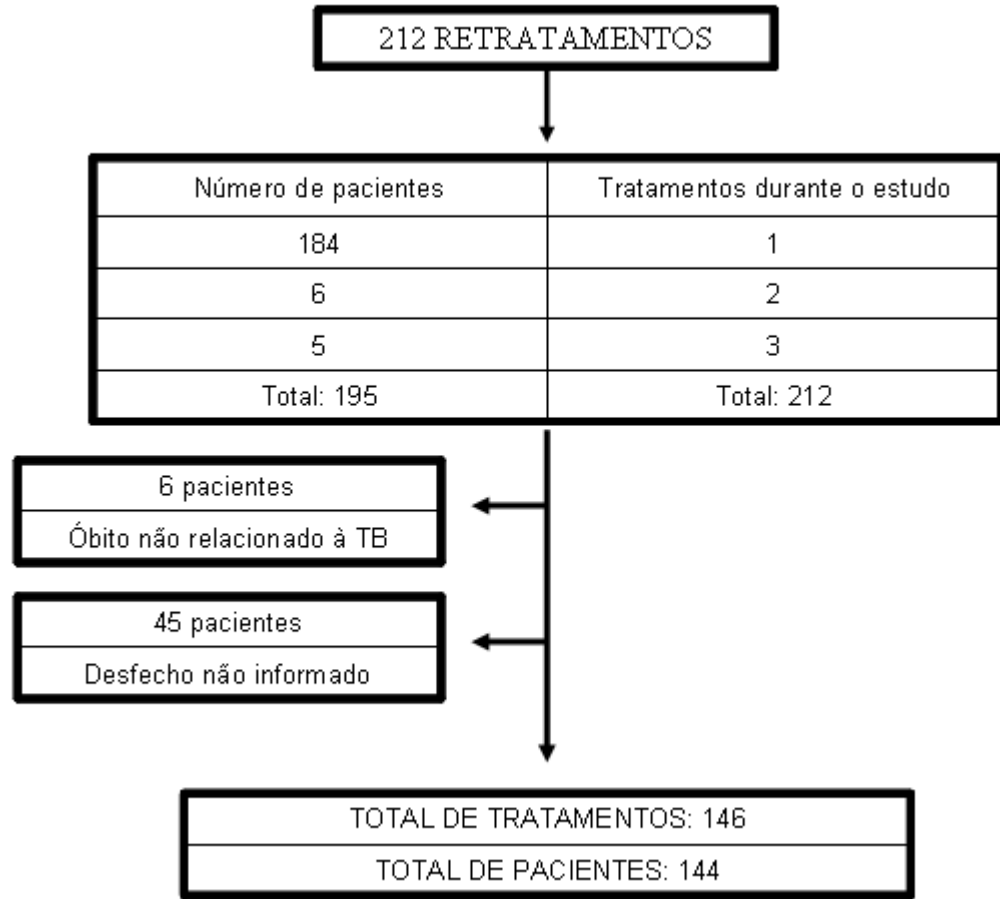 212 RETRATAMENTOS
Número de pacientes Tratamentos durante o estudo
184 1
6 2
5 3
Total: 195 Total: 212
6 pacientes
Óbito não relacionado à TB
45 pacientes
Desfecho não informado
TOTAL DE TRATAMENTOS: 146
TOTAL DE PACIENTES: 144